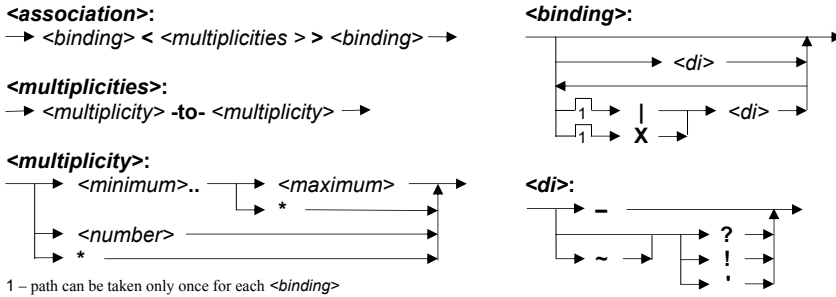 <association>:
<binding> < <multiplicities > > <binding>
<multiplicities>:
<multiplicity> -to- <multiplicity>
<multiplicity>:
<minimum>.. <maximum>
*
<number>
*
1 – path can be taken only once for each <binding>
<binding>:
<di>
1 | <di>
1 X
<di>:
–
?
~ !
'